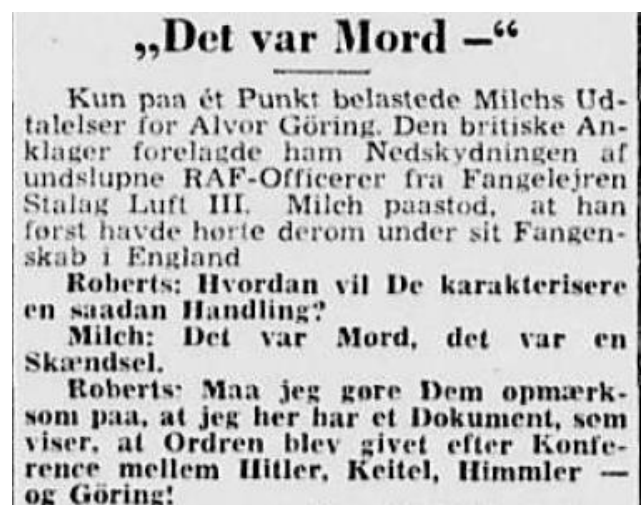 „Det var Mord —“
Kun paa ét Punkt belastede Milchs Ud-
talelser for Alvor Göring. Den britiske An-
klager forelagde ham Nedskydningen af
undslupne RAF-Officerer fra Fangelejren
Stalag Luft III. Milch paastod, at han
først havde hørte derom under sit Fangen-
skab i England
Roberts: Hvordan vil De karakterisere
en saadan Handling?
Milch: Det var Mord, det var en
Skændsel.
Roberts: Maa jeg gøre Dem opmærk-
som paa, at jeg her har et Dokument, som
viser, at Ordren blev givet efter Konfe-
rence mellem Hitler, Keitel, Himmler —
og Göring!